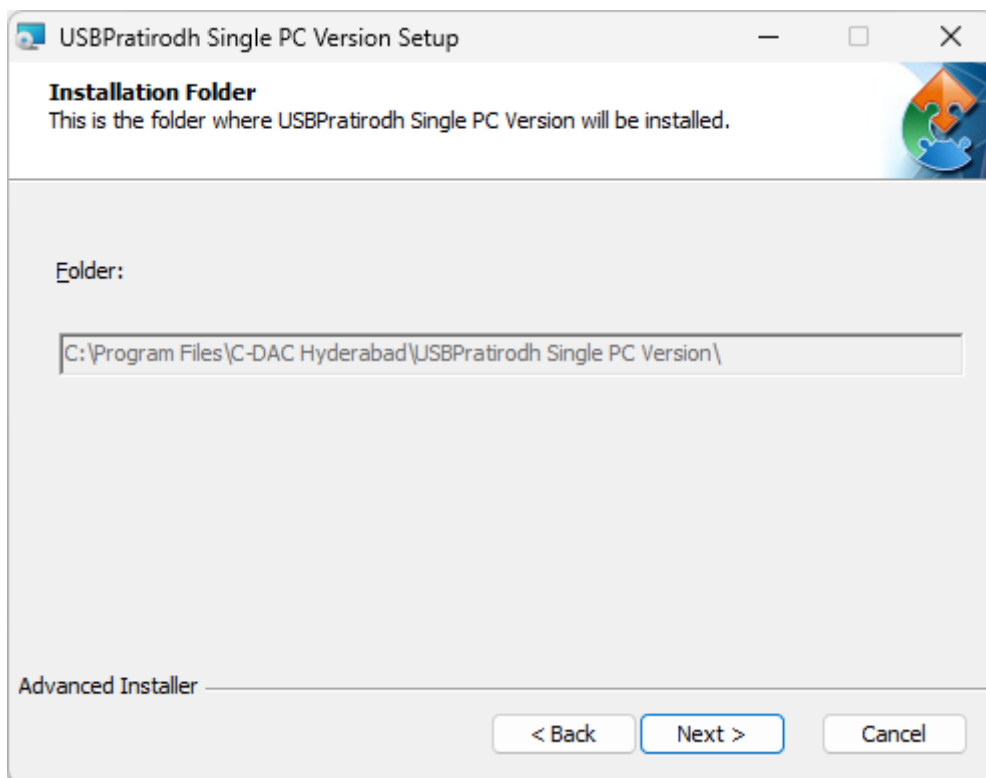 USBPratirodh Single PC Version Setup
Installation Folder
This is the folder where USBPratirodh Single PC Version will be installed.
Folder:
C:\Program Files\C-DAC Hyderabad\USBPratirodh Single PC Version\
Advanced Installer
< Back
Next >
Cancel